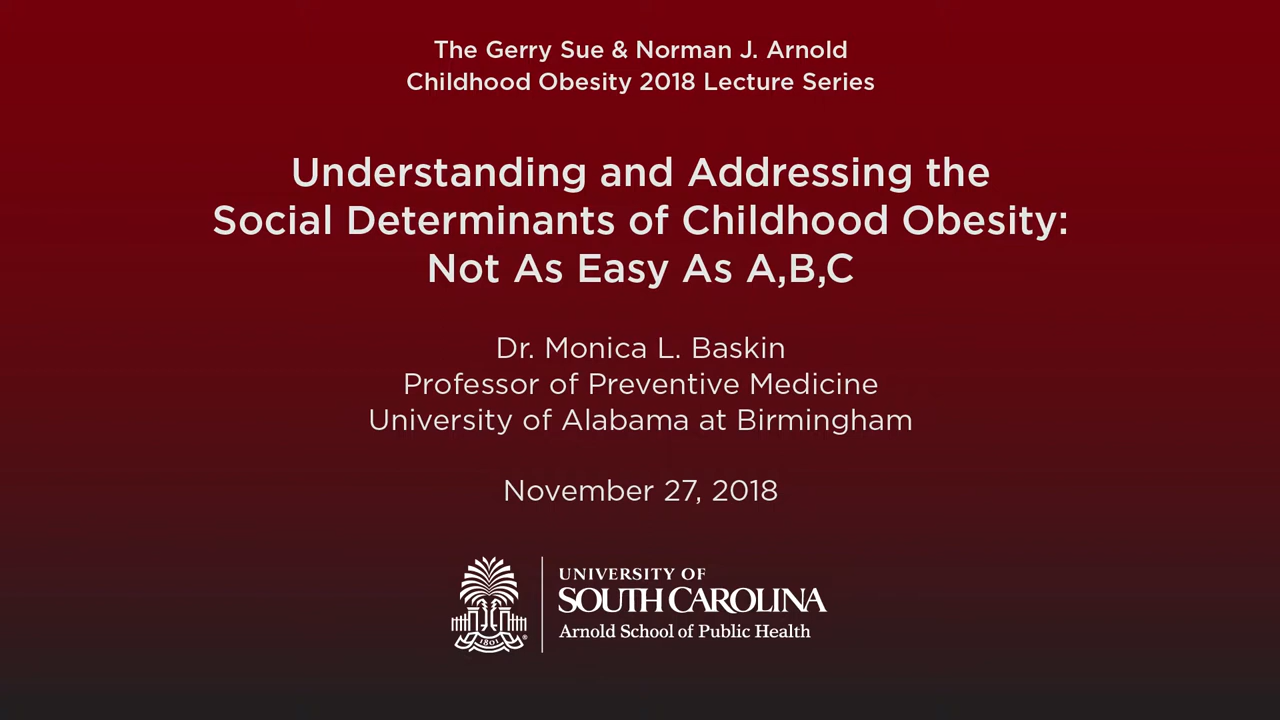 The Gerry Sue & Norman J. Arnold
Childhood Obesity 2018 Lecture Series
Understanding and Addressing the
Social Determinants of Childhood Obesity:
Not As Easy As A,B,C
Dr. Monica L. Baskin
Professor of Preventive Medicine
University of Alabama at Birmingham
November 27, 2018
UNIVERSITY OF
SOUTH CAROLINA
Arnold School of Public Health
1801